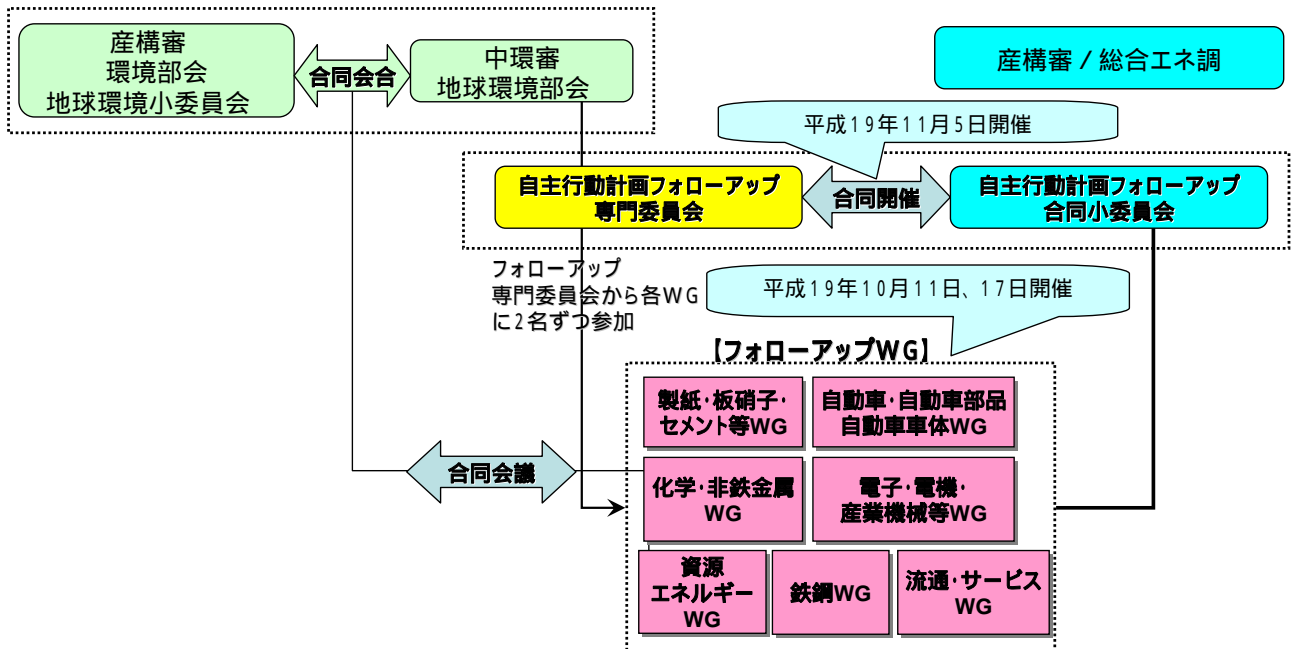 産構審
環境部会
地球環境小委員会
合同会合
中環審
地球環境部会
産構審/総合エネ調
平成19年11月5日開催
自主行動計画フォローアップ
専門委員会
合同開催
自主行動計画フォローアップ
合同小委員会
フォローアップ
専門委員会から各WG
に2名ずつ参加
平成19年10月11日、17日開催
【フォローアップWG】
製紙・板硝子・
セメント等WG
自動車・自動車部品
自動車車体WG
合同会議
化学・非鉄金属
WG
電子・電機・
産業機械等WG
資源
エネルギー
WG
鉄鋼WG
流通・サービス
WG